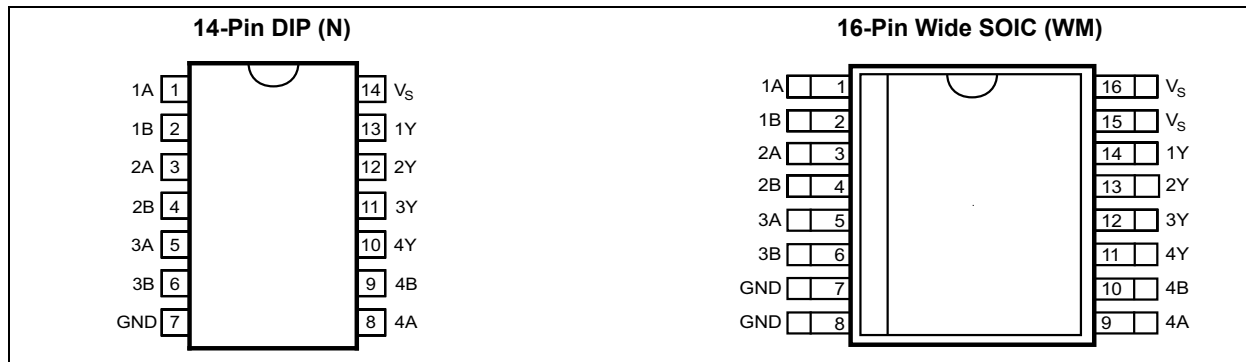 14-Pin DIP (N)
1A 1 14 VS
1B 2 13 1Y
2A 3 12 2Y
2B 4 11 3Y
3A 5 10 4Y
3B 6 9 4B
GND 7 8 4A
16-Pin Wide SOIC (WM)
1A 1 16 VS
1B 2 15 VS
2A 3 14 1Y
2B 4 13 2Y
3A 5 12 3Y
3B 6 11 4Y
GND 7 10 4B
GND 8 9 4A